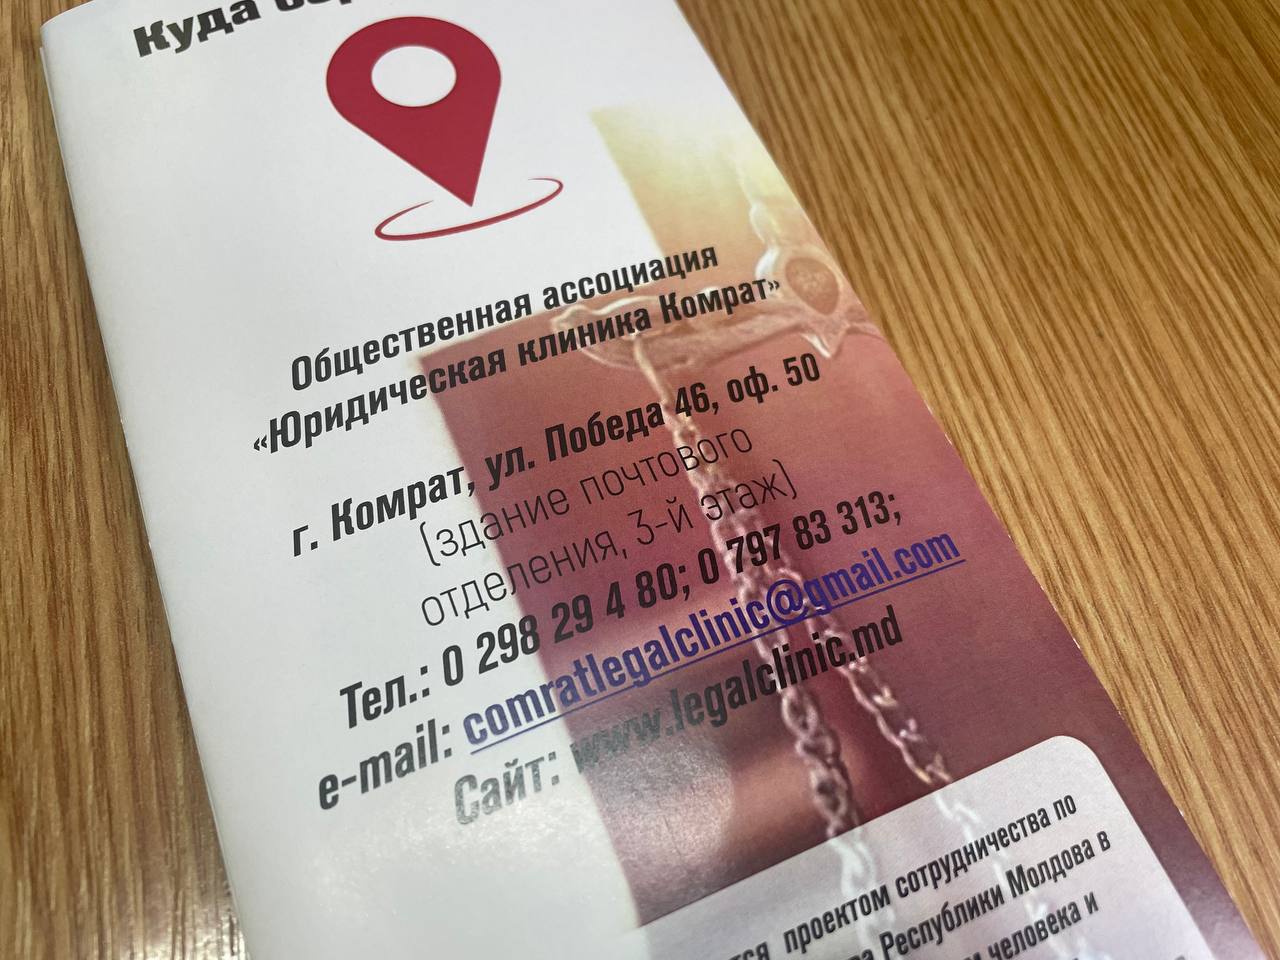 Куда
Общественная ассоциация
«Юридическая клиника Комрат»
г. Комрат, ул. Победа 46, оф. 50
(здание почтового
отделения, 3-й этаж)
Тел.: 0 298 29 4 80; 0 797 83 313;
e-mail: comratlegalclinic@gmail.com
Сайт: www.legalclinic.md
проектом сотрудничества по
Республики Молдова в
человека и